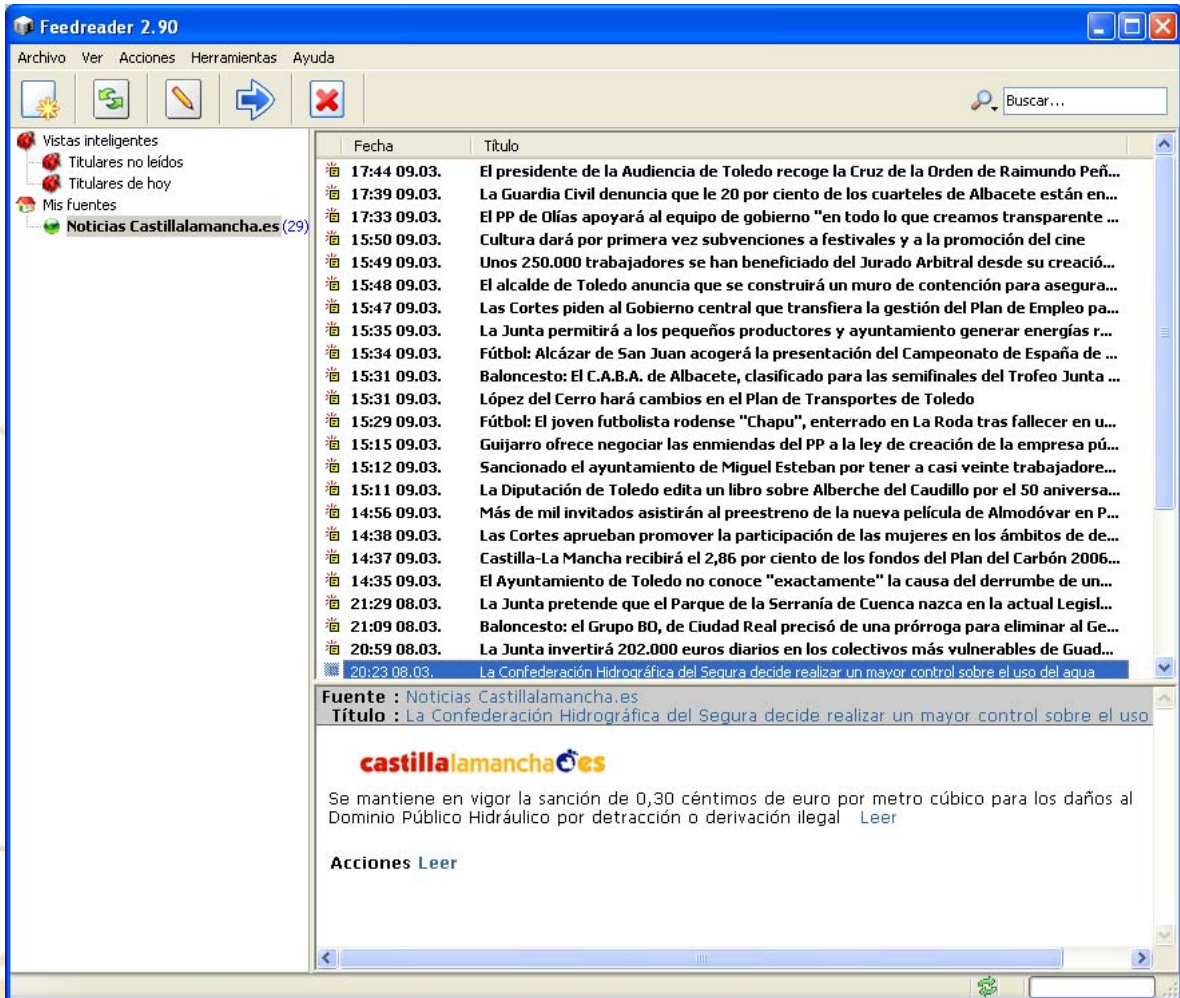 Feedreader 2.90
Archivo Ver Acciones Herramientas Ayuda
Buscar...
Vistas inteligentes
Titulares no leídos
Titulares de hoy
Mis fuentes
Noticias Castillalamancha.es (29)
Fecha Título
17:44 09.03. El presidente de la Audiencia de Toledo recoge la Cruz de la Orden de Raimundo Peñ...
17:39 09.03. La Guardia Civil denuncia que le 20 por ciento de los cuarteles de Albacete están en...
17:33 09.03. El PP de Olías apoyará al equipo de gobierno "en todo lo que creamos transparente ...
15:50 09.03. Cultura dará por primera vez subvenciones a festivales y a la promoción del cine
15:49 09.03. Unos 250.000 trabajadores se han beneficiado del Jurado Arbitral desde su creació...
15:48 09.03. El alcalde de Toledo anuncia que se construirá un muro de contención para asegura...
15:47 09.03. Las Cortes piden al Gobierno central que transfiera la gestión del Plan de Empleo pa...
15:35 09.03. La Junta permitirá a los pequeños productores y ayuntamiento generar energías r...
15:34 09.03. Fútbol: Alcázar de San Juan acogerá la presentación del Campeonato de España de ...
15:31 09.03. Baloncesto: El C.A.B.A. de Albacete, clasificado para las semifinales del Trofeo Junta ...
15:31 09.03. López del Cerro hará cambios en el Plan de Transportes de Toledo
15:29 09.03. Fútbol: El joven futbolista rodense "Chapu", enterrado en La Roda tras fallecer en u...
15:15 09.03. Guijarro ofrece negociar las enmiendas del PP a la ley de creación de la empresa pú...
15:12 09.03. Sancionado el ayuntamiento de Miguel Esteban por tener a casi veinte trabajadore...
15:11 09.03. La Diputación de Toledo edita un libro sobre Alberche del Caudillo por el 50 aniversa...
14:56 09.03. Más de mil invitados asistirán al preestreno de la nueva película de Almodóvar en P...
14:38 09.03. Las Cortes aprueban promover la participación de las mujeres en los ámbitos de de...
14:37 09.03. Castilla-La Mancha recibirá el 2,86 por ciento de los fondos del Plan del Carbón 2006...
14:35 09.03. El Ayuntamiento de Toledo no conoce "exactamente" la causa del derrumbe de un...
21:29 08.03. La Junta pretende que el Parque de la Serranía de Cuenca nazca en la actual Legisl...
21:09 08.03. Baloncesto: el Grupo BO, de Ciudad Real precisó de una prórroga para eliminar al Ge...
20:59 08.03. La Junta invertirá 202.000 euros diarios en los colectivos más vulnerables de Guad...
20:23 08.03. La Confederación Hidrográfica del Segura decide realizar un mayor control sobre el uso del agua
Fuente : Noticias Castillalamancha.es
Título : La Confederación Hidrográfica del Segura decide realizar un mayor control sobre el uso
castillalamancha es
Se mantiene en vigor la sanción de 0,30 céntimos de euro por metro cúbico para los daños al
Dominio Público Hidráulico por detracción o derivación ilegal Leer
Acciones Leer